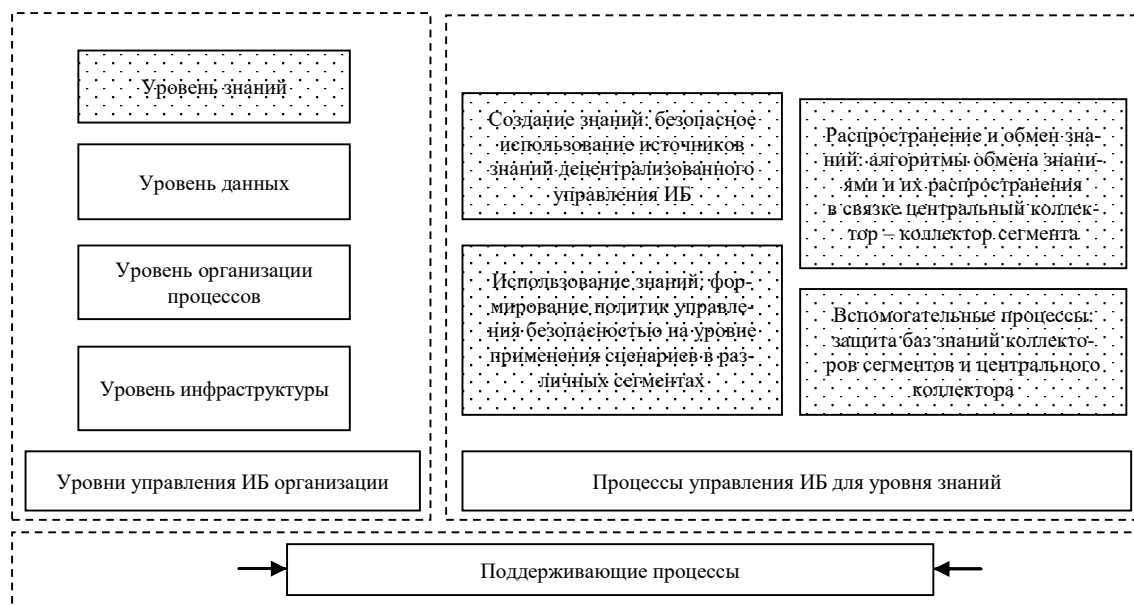 Уровень знаний
Уровень данных
Уровень организации
процессов
Уровень инфраструктуры
Уровни управления ИБ организации
Создание знаний: безопасное
использование источников
знаний децентрализованного
управления ИБ
Использование знаний: фор-
мирование политик управле-
ния безопасностью на уровне
применения сценариев в раз-
личных сегментах
Распространение и обмен зна-
ний: алгоритмы обмена знани-
ями и их распространения
в связке центральный коллек-
тор – коллектор сегмента
Вспомогательные процессы:
защита баз знаний коллекто-
ров сегментов и центрального
коллектора
Процессы управления ИБ для уровня знаний
Поддерживающие процессы